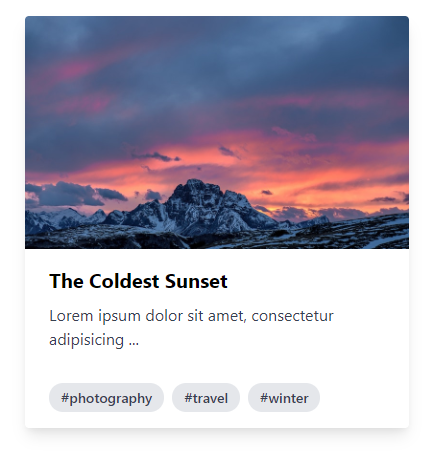 The Coldest Sunset
Lorem ipsum dolor sit amet, consectetur
adipisicing ...
#photography #travel #winter